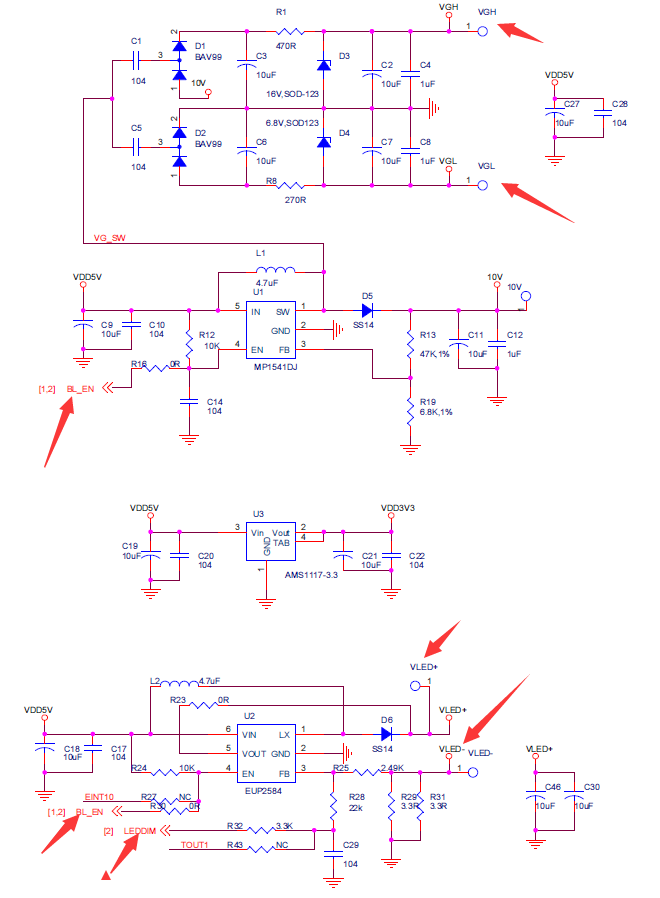 VGH
VGH
R1
1
470R
C1
3
104
2
D1
BAV99
10V
1
C3
10uF
D3
16V,SOD-123
C2
10uF
C4
1uF
VDD5V
C27
10uF
C28
104
6.8V,SOD123
C5
3
104
2
D2
BAV99
1
C6
10uF
D4
C7
10uF
C8
1uF
VGL
VGL
R8
1
270R
VG_SW
L1
4.7uF
VDD5V
C9
10uF
C10
104
R12
10K
U1
5
IN
SW
1
GND
2
4
EN
FB
3
MP1541DJ
D5
SS14
10V
10V
R13
47K,1%
C11
10uF
C12
1uF
R16
0R
[1,2]
BL_EN
C14
104
R19
6.8K,1%
VDD5V
U3
VDD3V3
3
Vin
Vout
2
TAB
4
GND
1
AMS1117-3.3
C19
10uF
C20
104
C21
10uF
C22
104
VLED+
1
L2
4.7uF
R23
0R
VDD5V
VLED+
U2
6
VIN
LX
1
5
VOUT
GND
2
4
EN
FB
3
EUP2584
D6
SS14
C18
10uF
C17
104
VLED-
VLED-
1
VLED+
R24
10K
R25
2.49K
EINT10
R27
NC
R30
0R
[1,2]
BL_EN
R28
22k
R29
3.3R
R31
3.3R
C46
10uF
C30
10uF
[2]
LEDDIM
R32
3.3K
TOUT1
R43
NC
C29
104